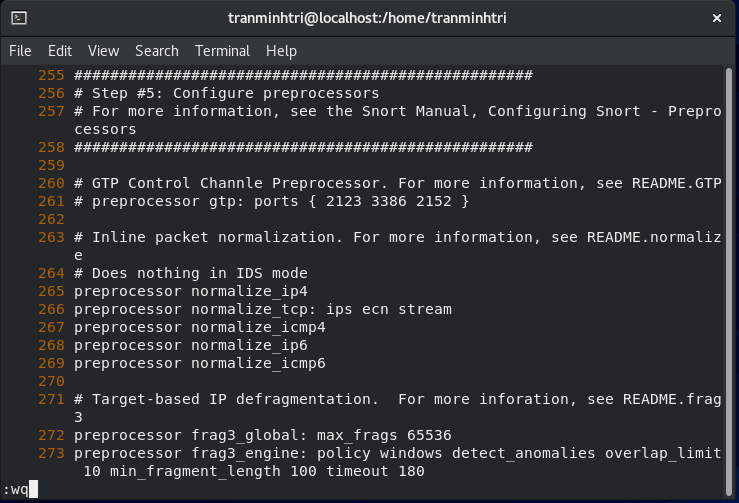 tranminhtri@localhost:/home/tranminhtri
File Edit View Search Terminal Help
255 ###################################################
256 # Step #5: Configure preprocessors
257 # For more information, see the Snort Manual, Configuring Snort - Prepro
cessors
258 ###################################################
259
260 # GTP Control Channle Preprocessor. For more information, see README.GTP
261 # preprocessor gtp: ports { 2123 3386 2152 }
262
263 # Inline packet normalization. For more information, see README.normaliz
e
264 # Does nothing in IDS mode
265 preprocessor normalize_ip4
266 preprocessor normalize_tcp: ips ecn stream
267 preprocessor normalize_icmp4
268 preprocessor normalize_ip6
269 preprocessor normalize_icmp6
270
271 # Target-based IP defragmentation.  For more inforation, see README.frag
3
272 preprocessor frag3_global: max_frags 65536
273 preprocessor frag3_engine: policy windows detect_anomalies overlap_limit
 10 min_fragment_length 100 timeout 180
:wq